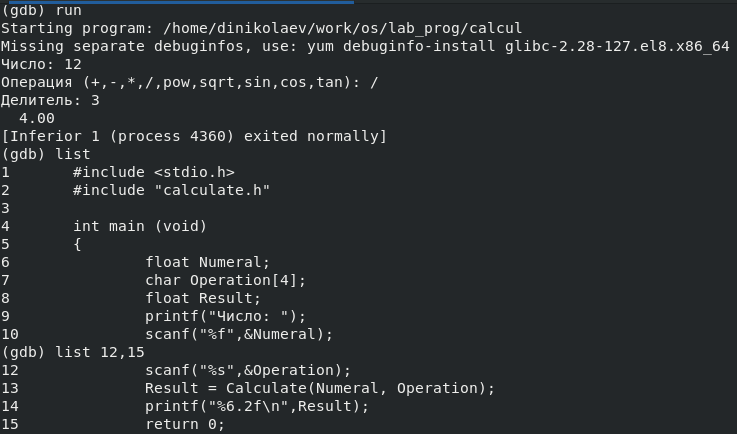 (gdb) run
Starting program: /home/dinikolaev/work/os/lab_prog/calcul
Missing separate debuginfos, use: yum debuginfo-install glibc-2.28-127.el8.x86_64
Число: 12
Операция (+,-,*,/,pow,sqrt,sin,cos,tan): /
Делитель: 3
  4.00
[Inferior 1 (process 4360) exited normally]
(gdb) list
1       #include <stdio.h>
2       #include "calculate.h"
3
4       int main (void)
5       {
6               float Numeral;
7               char Operation[4];
8               float Result;
9               printf("Число: ");
10              scanf("%f",&Numeral);
(gdb) list 12,15
12              scanf("%s",&Operation);
13              Result = Calculate(Numeral, Operation);
14              printf("%6.2f\n",Result);
15              return 0;